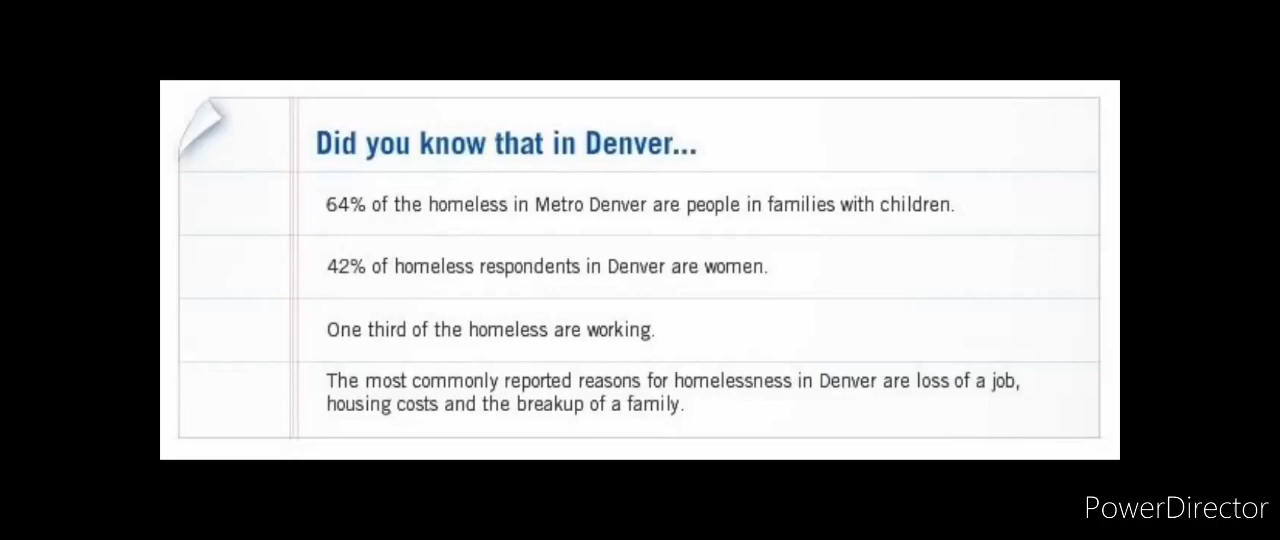 Did you know that in Denver...
64% of the homeless in Metro Denver are people in families with children.
42% of homeless respondents in Denver are women.
One third of the homeless are working.
The most commonly reported reasons for homelessness in Denver are loss of a job,
housing costs and the breakup of a family.
PowerDirector